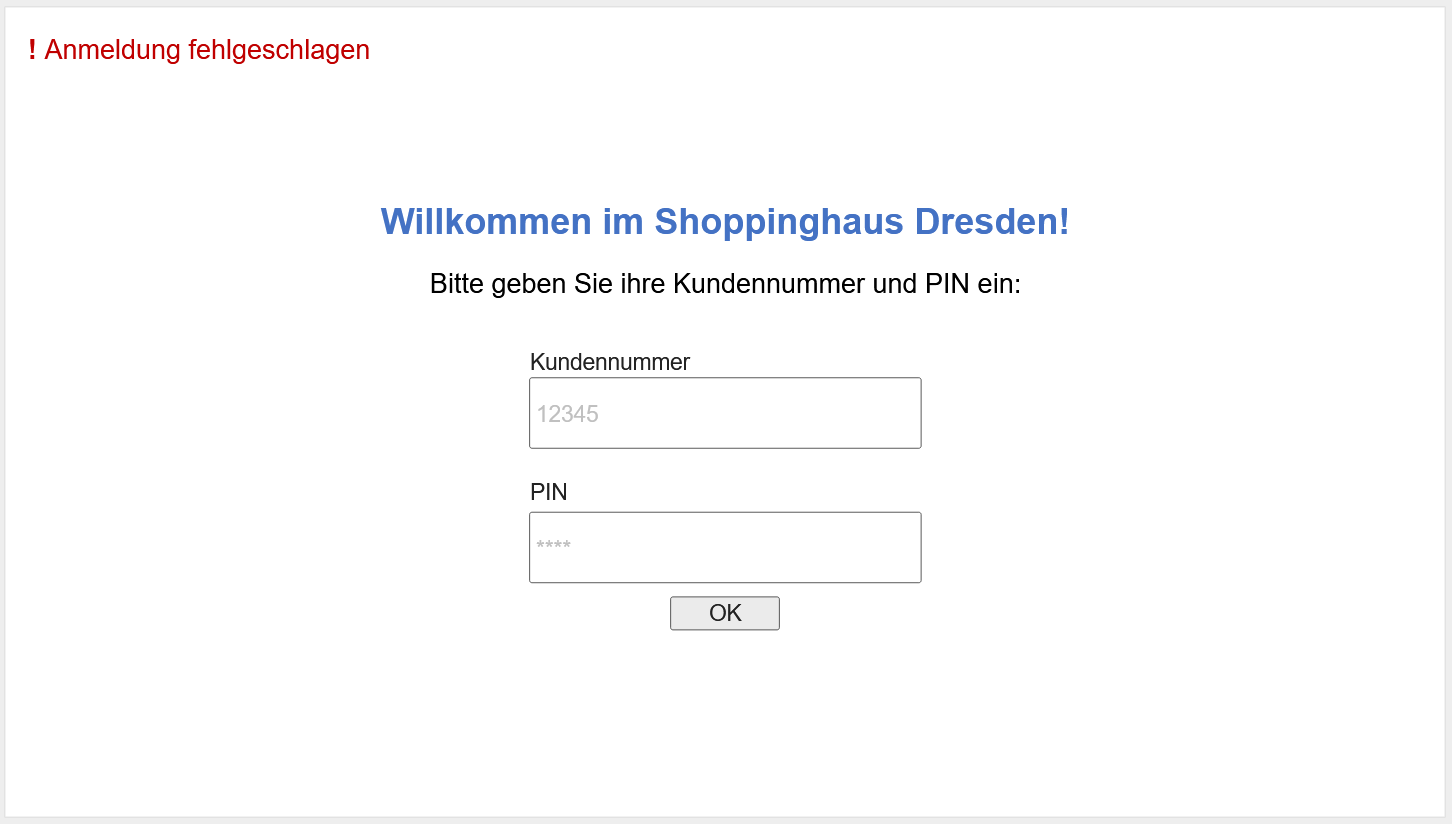 ! Anmeldung fehlgeschlagen
Willkommen im Shoppinghaus Dresden!
Bitte geben Sie ihre Kundennummer und PIN ein:
Kundennummer
12345
PIN
****
OK